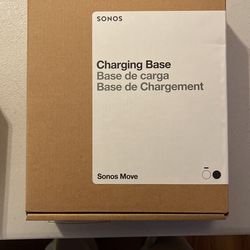 SONOS
Charging Base
Base de carga
Base de Chargement
Sonos Move